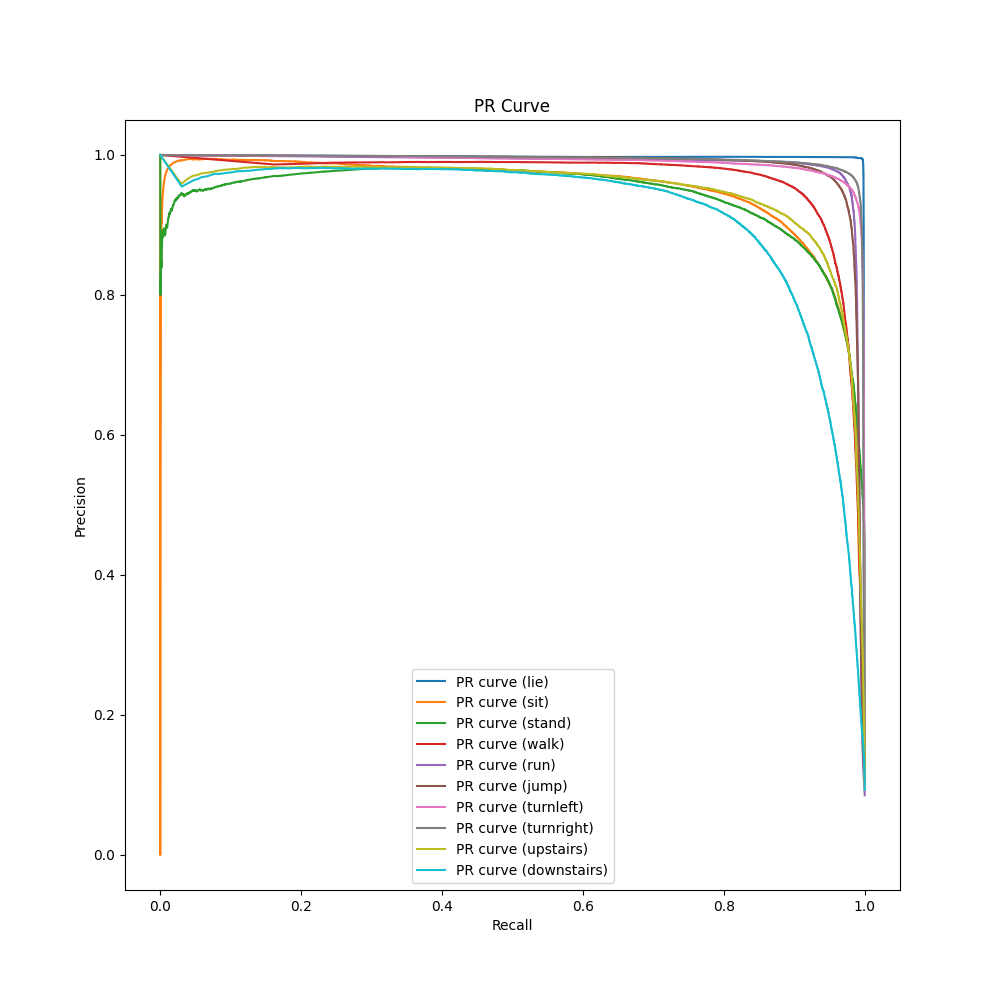 PR Curve
1.0
0.8
0.6
0.4
0.2
0.0
Precision
PR curve (lie)
PR curve (sit)
PR curve (stand)
PR curve (walk)
PR curve (run)
PR curve (jump)
PR curve (turnleft)
PR curve (turnright)
PR curve (upstairs)
PR curve (downstairs)
0.0 0.2 0.4 0.6 0.8 1.0
Recall